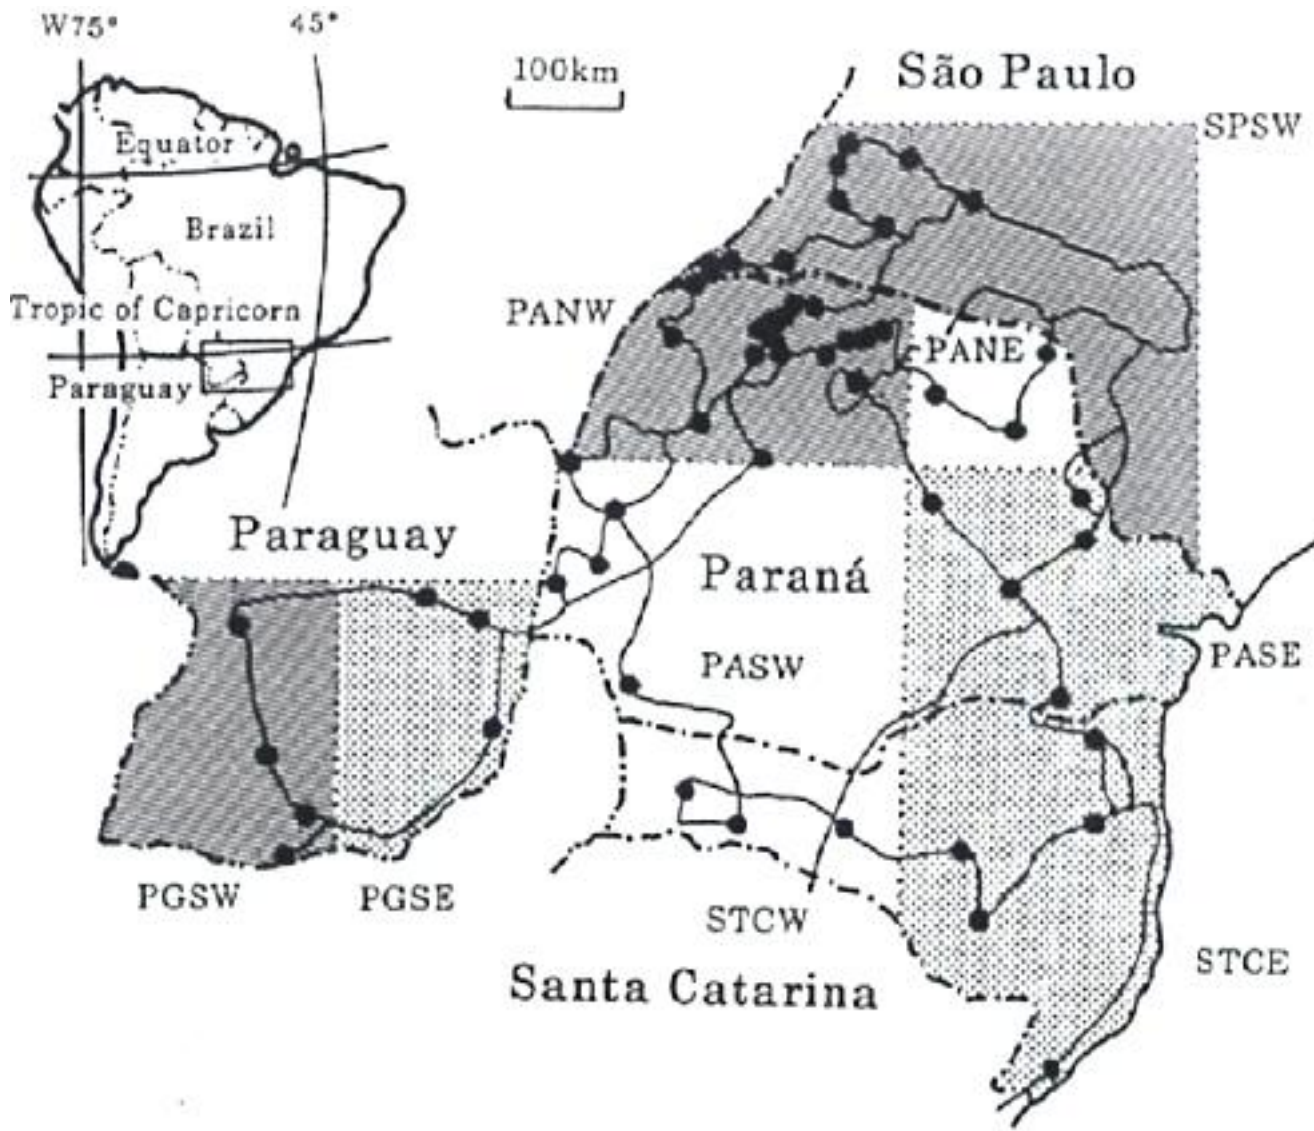 W75° 45°
100km
São Paulo
SPSW
Equator
Brazil
Tropic of Capricorn
PANW
PANE
Paraguay
Paraguay
Paraná
PASW
PASE
PGSW
PGSE
STCW
STCE
Santa Catarina